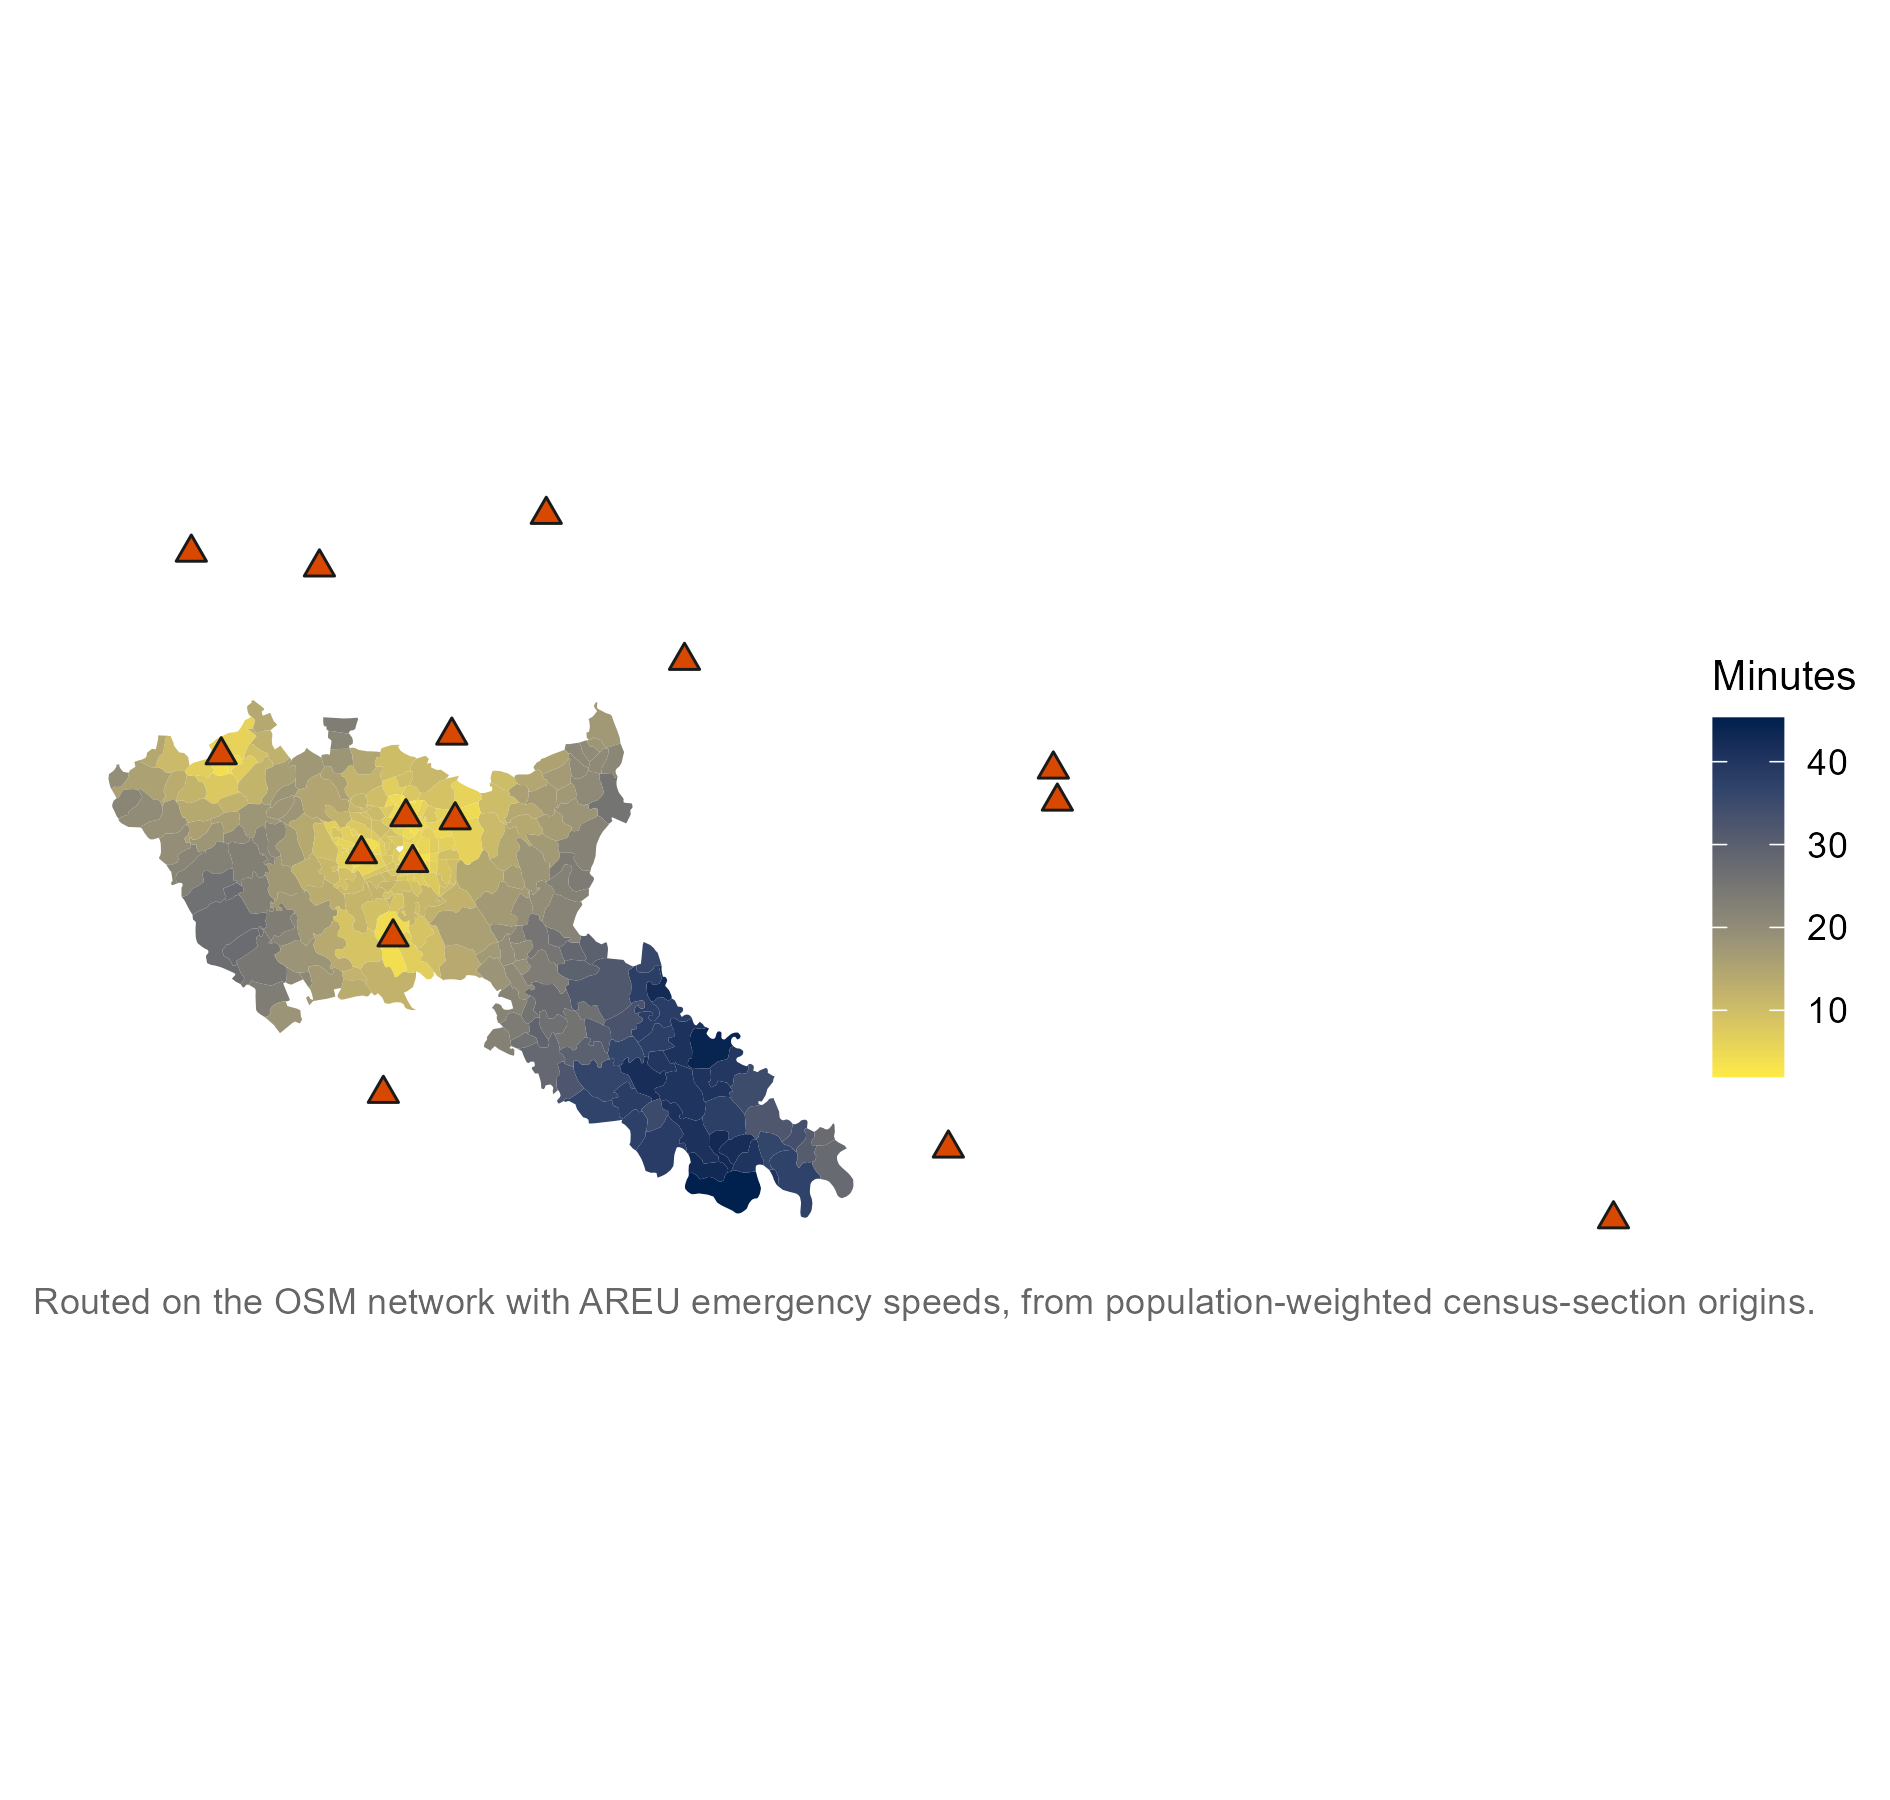 Minutes
40
30
20
10
Routed on the OSM network with AREU emergency speeds, from population-weighted census-section origins.